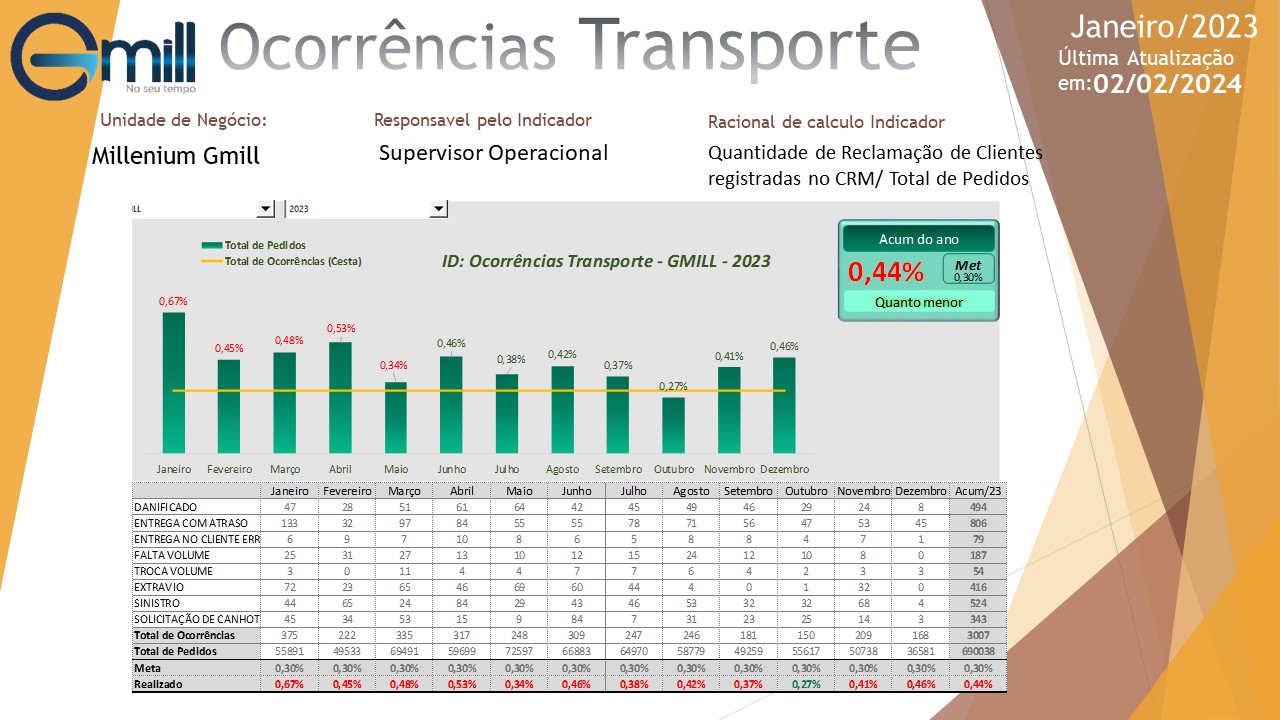 Gmill
No seu tempo
Ocorrências Transporte
Janeiro/2023
Última Atualização
em:02/02/2024
Unidade de Negócio:
Millenium Gmill
Responsavel pelo Indicador
Supervisor Operacional
Racional de calculo Indicador
Quantidade de Reclamação de Clientes
registradas no CRM/ Total de Pedidos
LL 2023
Total de Pedidos
Total de Ocorrências (Cesta)
ID: Ocorrências Transporte - GMILL - 2023
Acum do ano
0,44%
Met
0,30%
Quanto menor
0,67% 0,45% 0,48% 0,53% 0,34% 0,46% 0,38% 0,42% 0,37% 0,27% 0,41% 0,46%
Janeiro Fevereiro Março Abril Maio Junho Julho Agosto Setembro Outubro Novembro Dezembro
Janeiro Fevereiro Março Abril Maio Junho Julho Agosto Setembro Outubro Novembro Dezembro Acum/23
DANIFICADO 47 28 51 61 64 42 45 49 46 29 24 8 494
ENTREGA COM ATRASO 133 32 97 84 55 55 78 71 56 47 53 45 806
ENTREGA NO CLIENTE ERR 6 9 7 10 8 6 5 8 8 4 7 1 79
FALTA VOLUME 25 31 27 13 10 12 15 24 12 10 8 0 187
TROCA VOLUME 3 0 11 4 4 7 7 6 4 2 3 3 54
EXTRAVIO 72 23 65 46 69 60 44 4 0 1 32 0 416
SINISTRO 44 65 24 84 29 43 46 53 32 32 68 4 524
SOLICITAÇÃO DE CANHOT 45 34 53 15 9 84 7 31 23 25 14 3 343
Total de Ocorrências 375 222 335 317 248 309 247 246 181 150 209 168 3007
Total de Pedidos 55891 49533 69491 59699 72597 66883 64970 58779 49259 55617 50738 36581 690038
Meta 0,30% 0,30% 0,30% 0,30% 0,30% 0,30% 0,30% 0,30% 0,30% 0,30% 0,30% 0,30% 0,30%
Realizado 0,67% 0,45% 0,48% 0,53% 0,34% 0,46% 0,38% 0,42% 0,37% 0,27% 0,41% 0,46% 0,44%